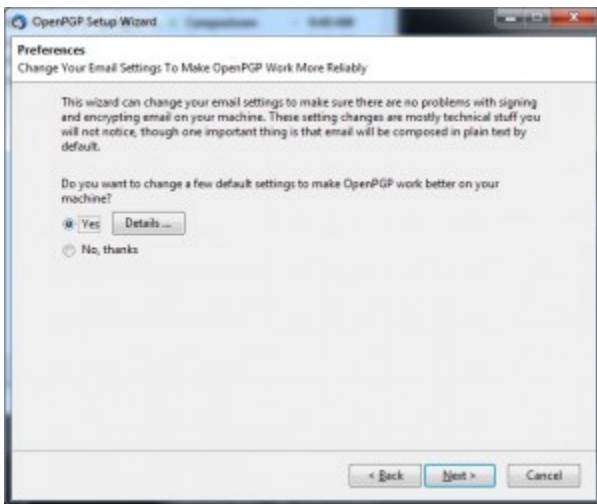 OpenPGP Setup Wizard
Preferences
Change Your Email Settings To Make OpenPGP Work More Reliably
This wizard can change your email settings to make sure there are no problems with signing
and encrypting email on your machine. These setting changes are mostly technical stuff you
will not notice, though one important thing is that email will be composed in plain text by
default.
Do you want to change a few default settings to make OpenPGP work better on your
machine?
Yes Details ...
No, thanks
< Back Next > Cancel